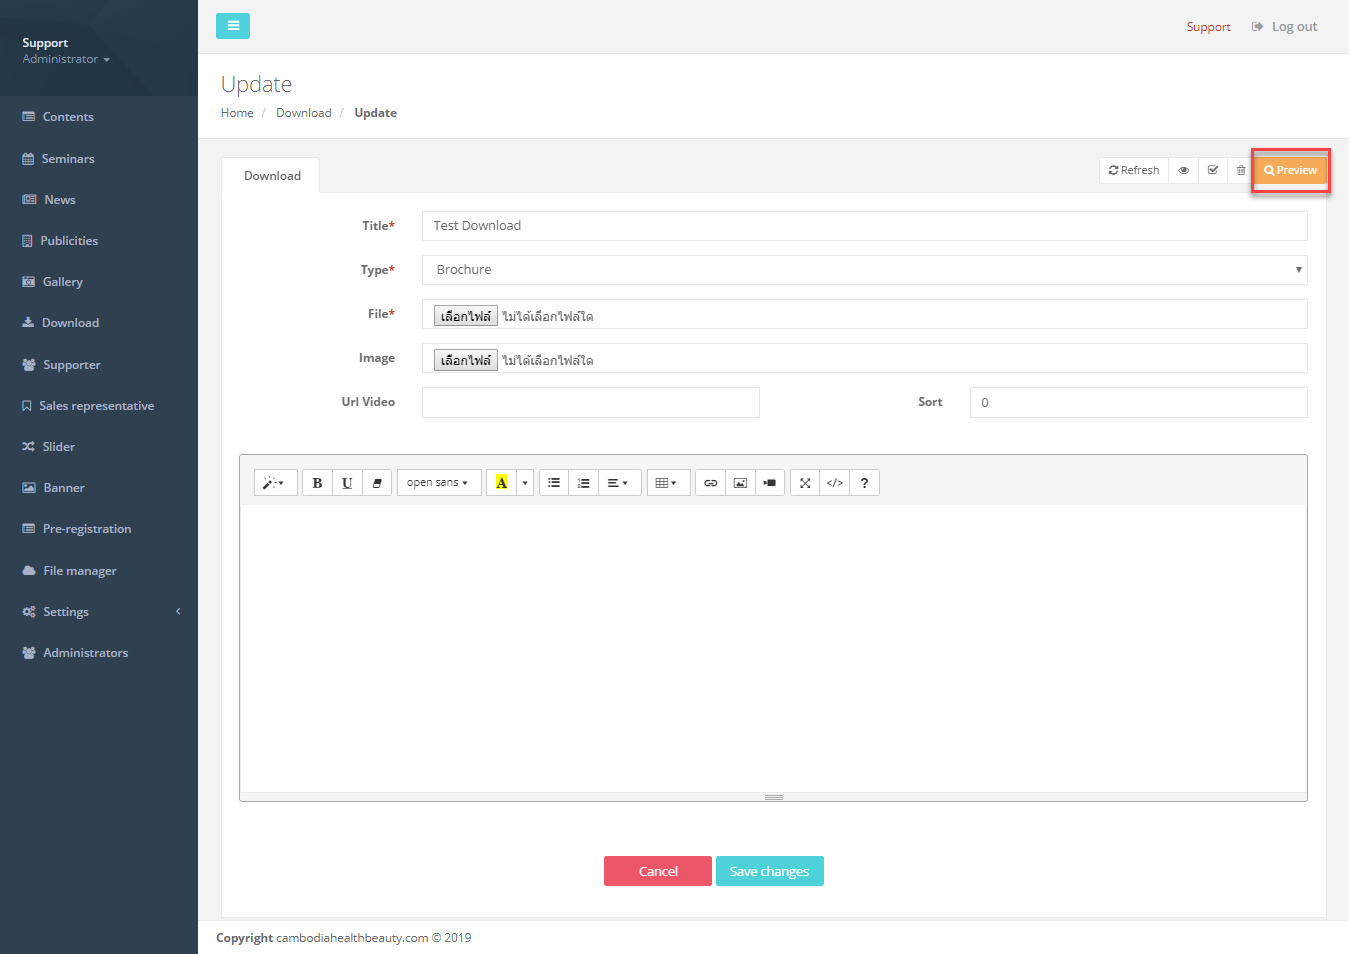 Support
Administrator
Contents
Seminars
News
Publicities
Gallery
Download
Supporter
Sales representative
Slider
Banner
Pre-registration
File manager
Settings
Administrators
Support Log out
Update
Home / Download / Update
Download
Refresh Preview
Title* Test Download
Type* Brochure
File* เลือกไฟล์ ไม่ได้เลือกไฟล์ใด
Image เลือกไฟล์ ไม่ได้เลือกไฟล์ใด
Url Video Sort 0
B U open sans A </> ?
Cancel Save changes
Copyright cambodiahealthbeauty.com © 2019